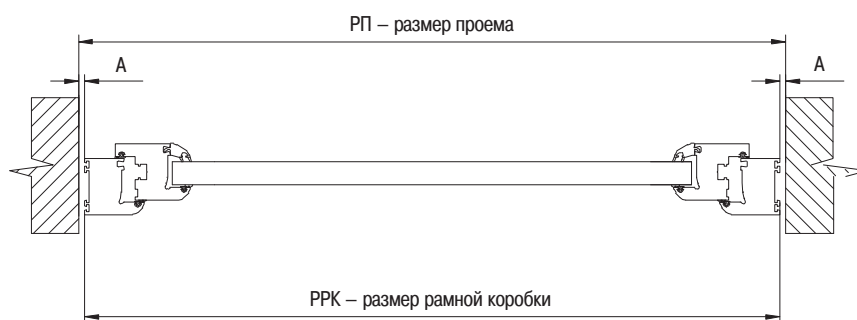 РП – размер проема
А
А
РРК – размер рамной коробки